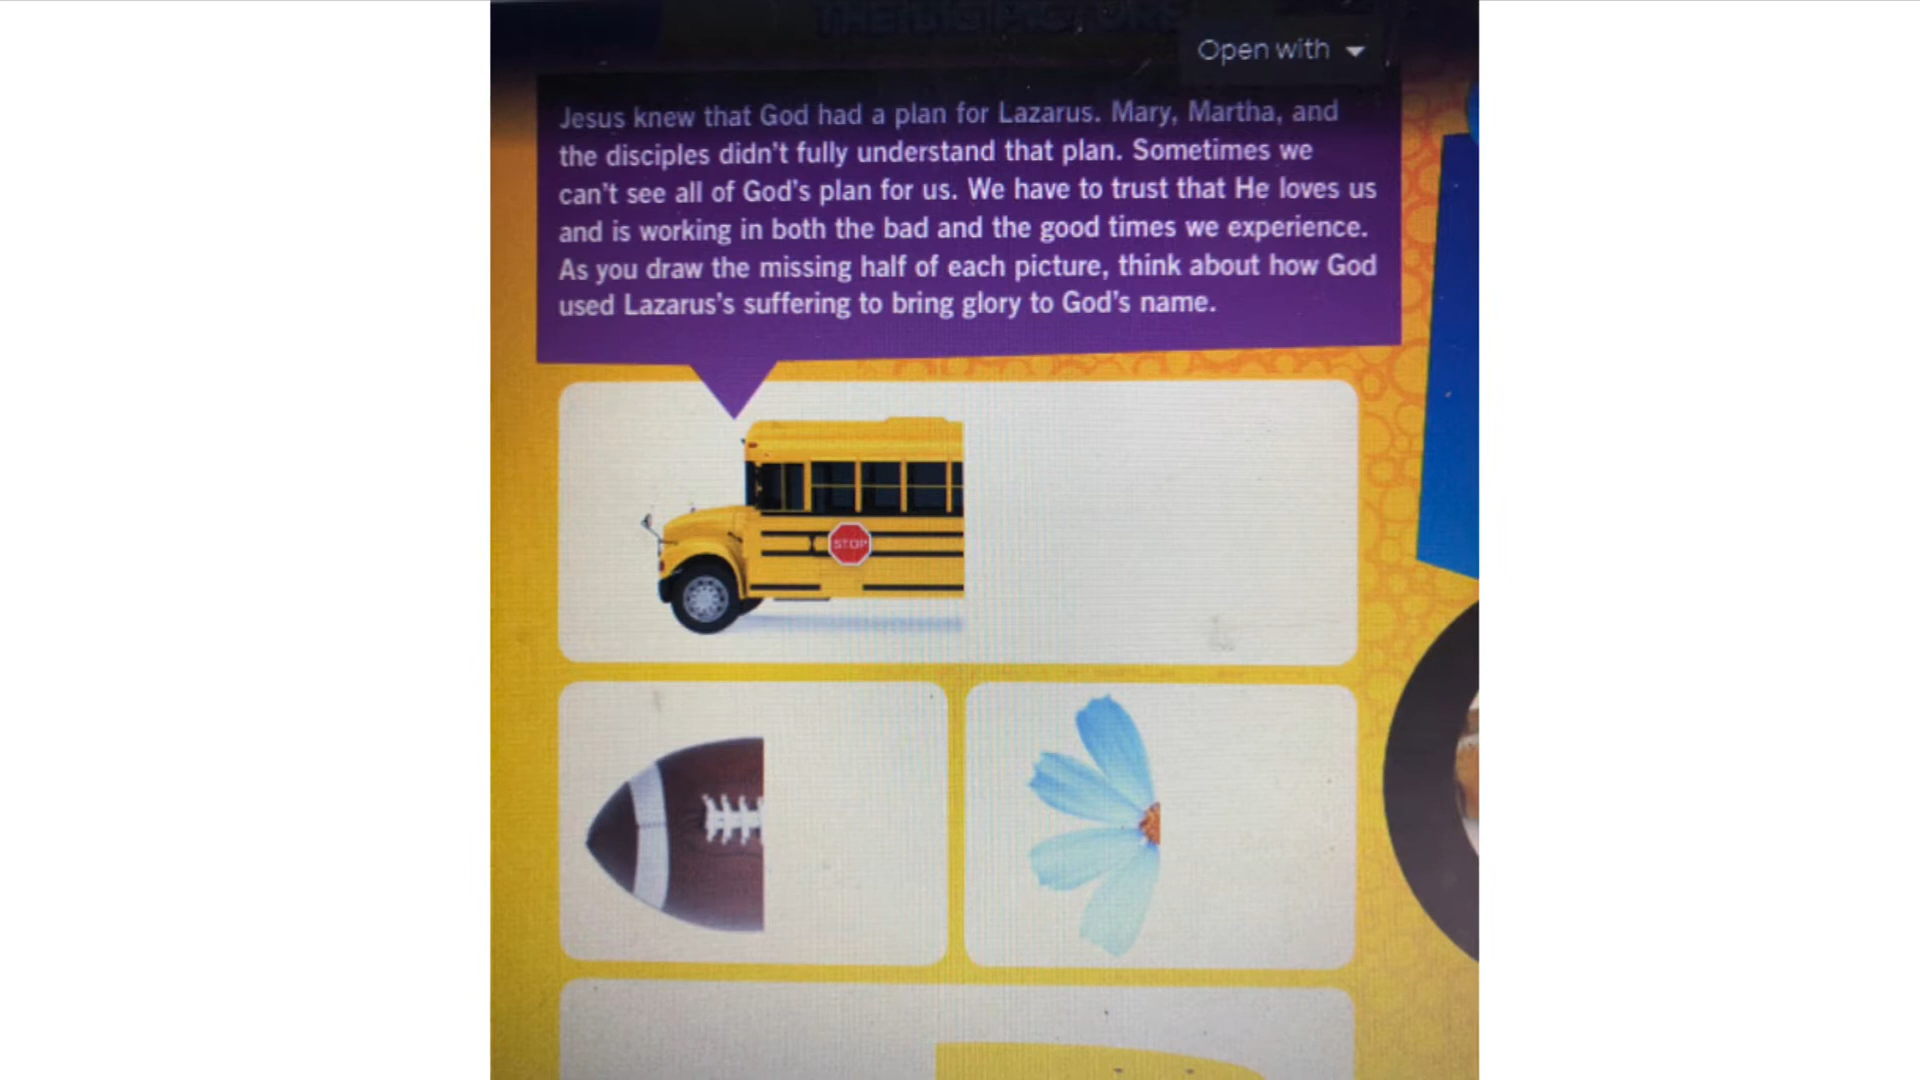 THE BIG PICTURE
Open with
Jesus knew that God had a plan for Lazarus. Mary, Martha, and
the disciples didn't fully understand that plan. Sometimes we
can't see all of God's plan for us. We have to trust that He loves us
and is working in both the bad and the good times we experience.
As you draw the missing half of each picture, think about how God
used Lazarus's suffering to bring glory to God's name.
STOP